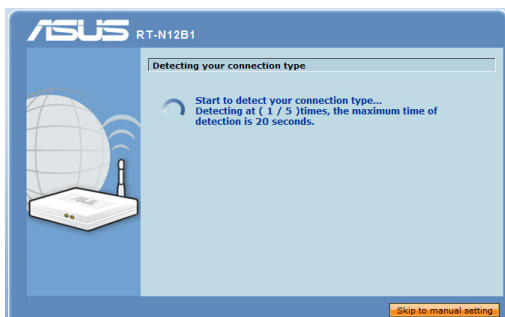 ASUS RT-N12B1
Detecting your connection type
Start to detect your connection type...
Detecting at ( 1 / 5 )times, the maximum time of
detection is 20 seconds.
Skip to manual setting